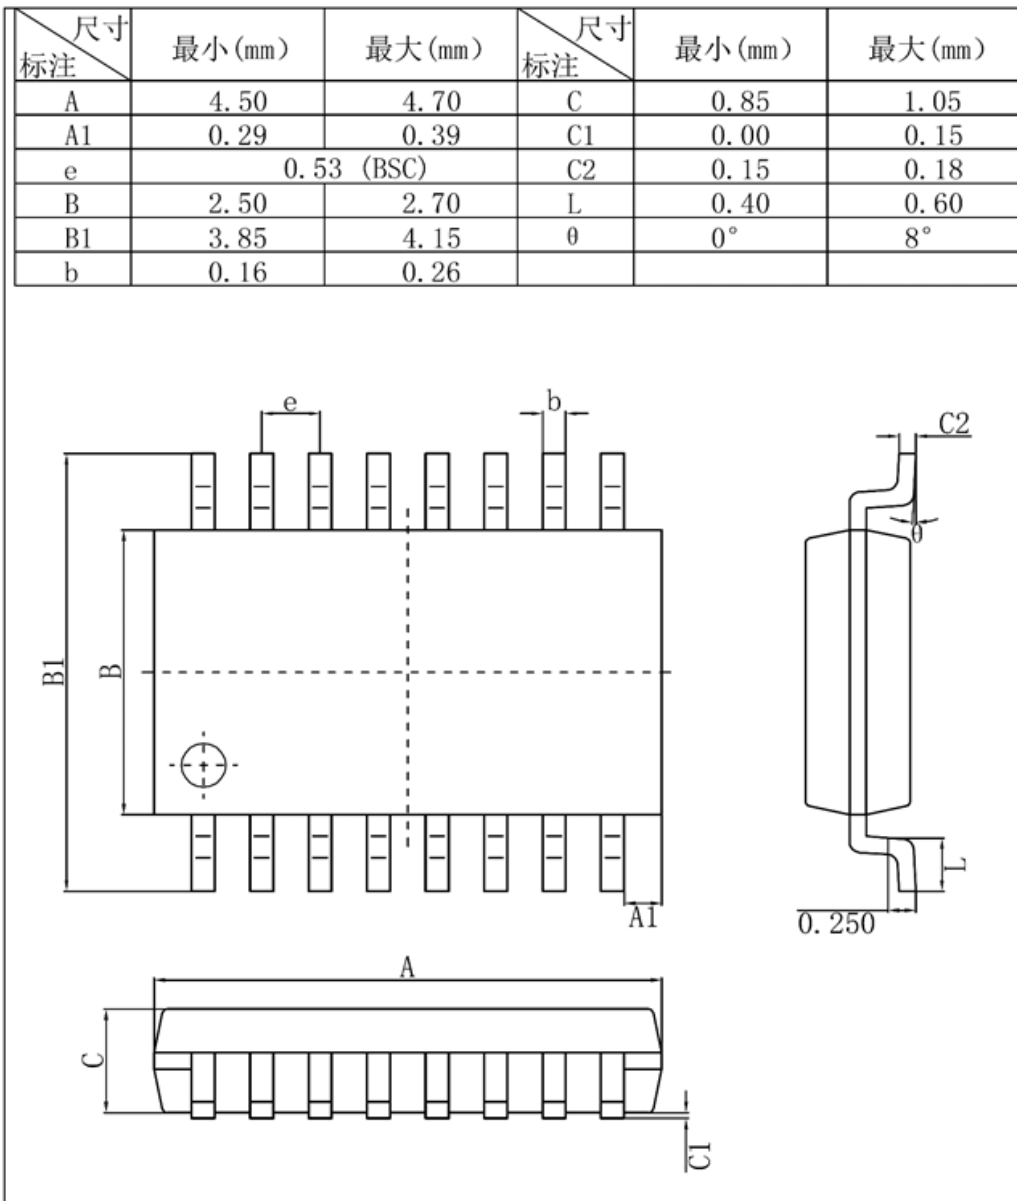 尺寸 标注 最小(mm) 最大(mm) 尺寸 标注 最小(mm) 最大(mm)
A 4.50 4.70 C 0.85 1.05
A1 0.29 0.39 C1 0.00 0.15
e 0.53 (BSC) C2 0.15 0.18
B 2.50 2.70 L 0.40 0.60
B1 3.85 4.15 θ 0° 8°
b 0.16 0.26
e
b
C2
θ
B1
B
L
A1
0.250
A
C
C1